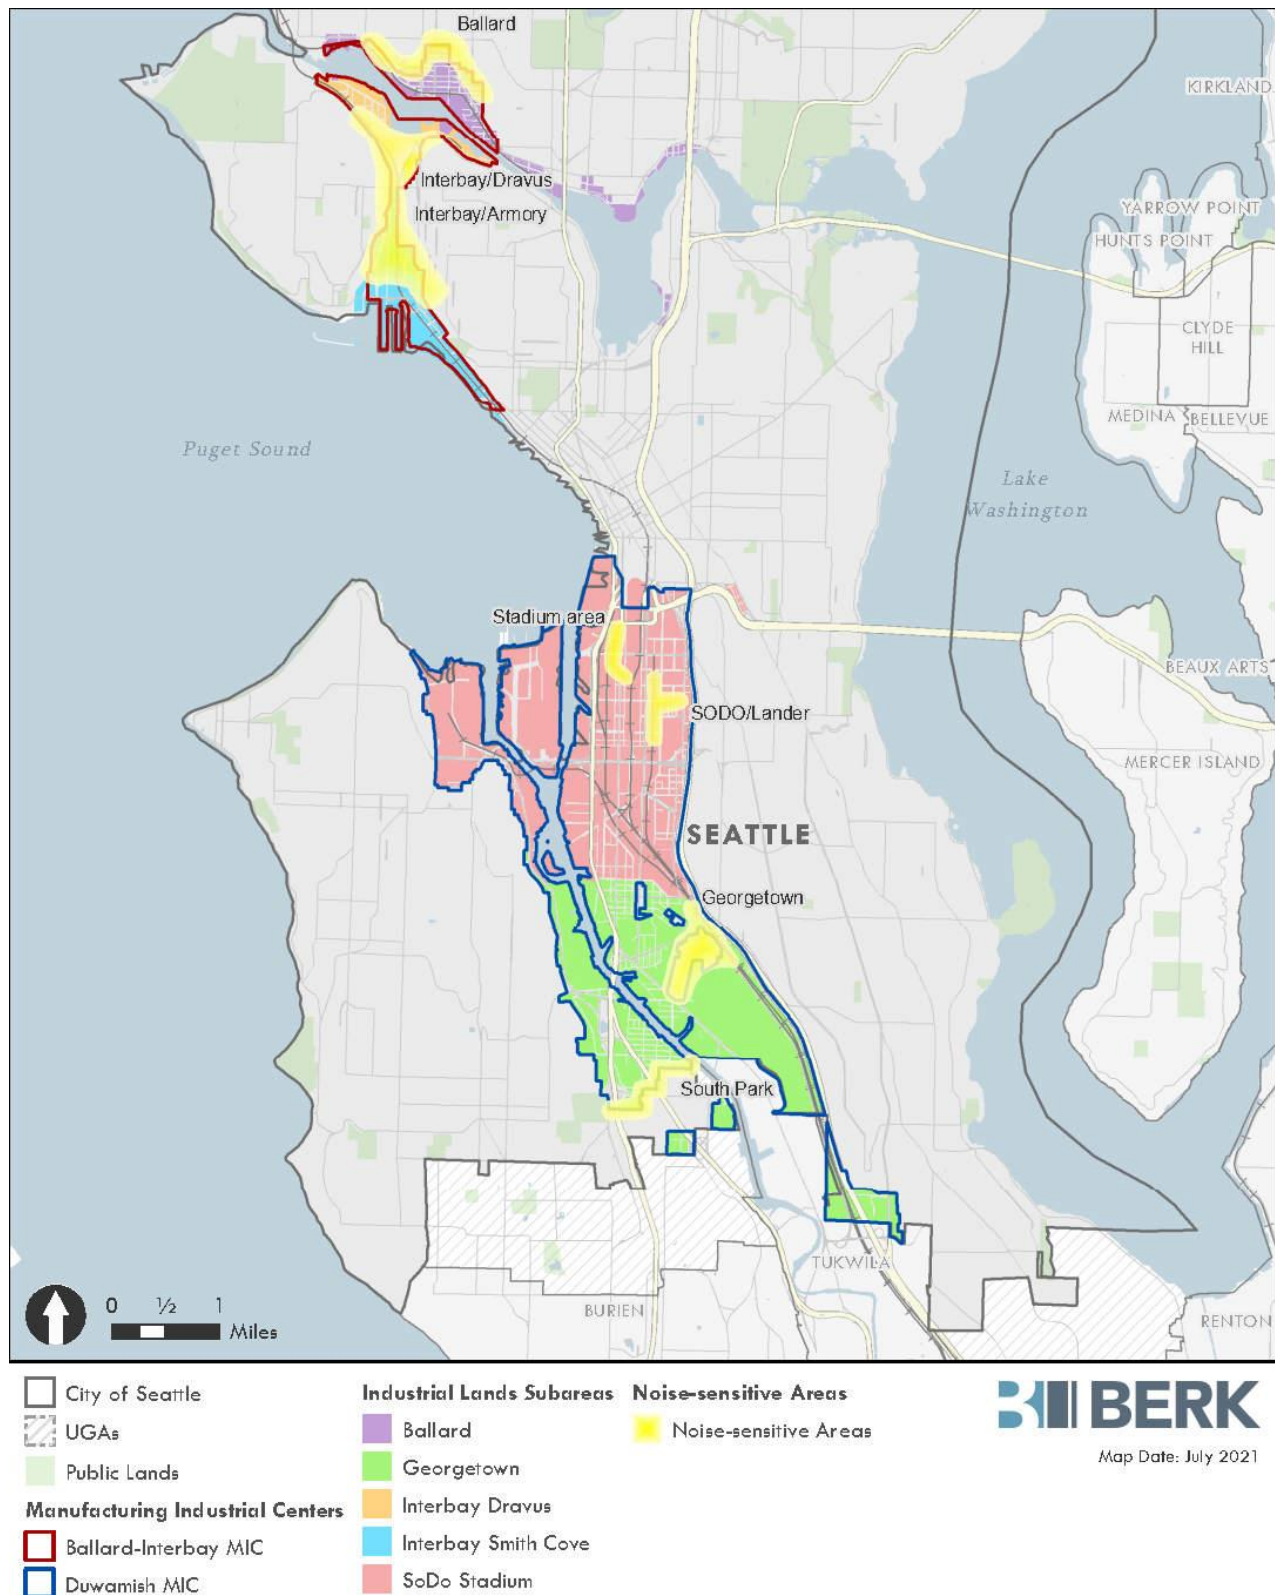 Ballard
KIRKLAND
Interbay/Dravus
Interbay/Armory
YARROW POINT
HUNTS POINT
CLYDE
HILL
MEDINA
BELLEVUE
Puget Sound
Lake
Washington
Stadium area
BEAUX ARTS
SODO/Lander
MERCER ISLAND
SEATTLE
Georgetown
South Park
TUKWILA
BURIEN
RENTON
0 ½ 1
Miles
City of Seattle
UGAs
Public Lands
Manufacturing Industrial Centers
Ballard-Interbay MIC
Duwamish MIC
Industrial Lands Subareas
Ballard
Georgetown
Interbay Dravus
Interbay Smith Cove
SoDo Stadium
Noise-sensitive Areas
Noise-sensitive Areas
BERK
Map Date: July 2021